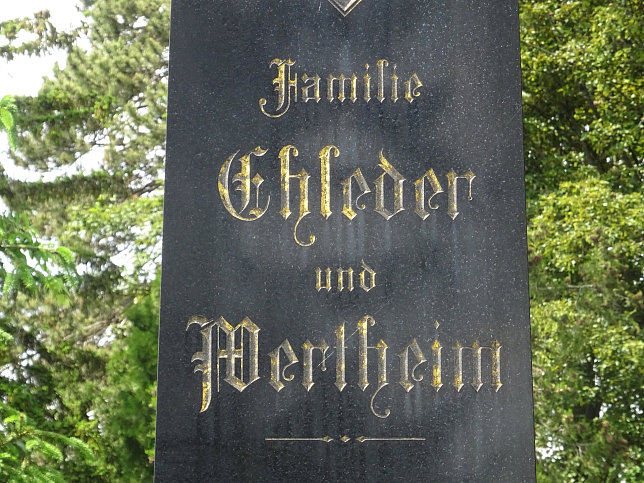 Familie
Ehleder
und
Wertheim